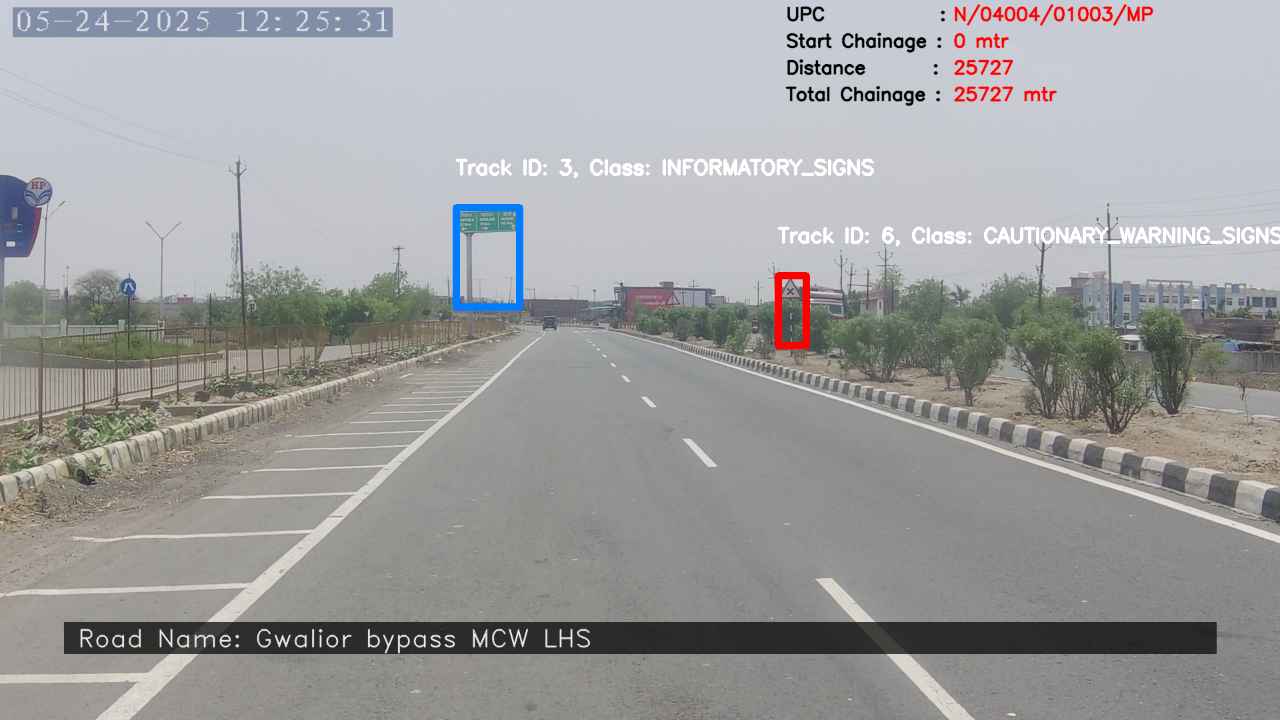 05-24-2025 12:25:31
UPC : N/04004/01003/MP
Start Chainage : 0 mtr
Distance : 25727
Total Chainage : 25727 mtr
Track ID: 3, Class: INFORMATORY_SIGNS
HP
Track ID: 6, Class: CAUTIONARY_WARNING_SIGNS
Road Name: Gwalior bypass MCW LHS